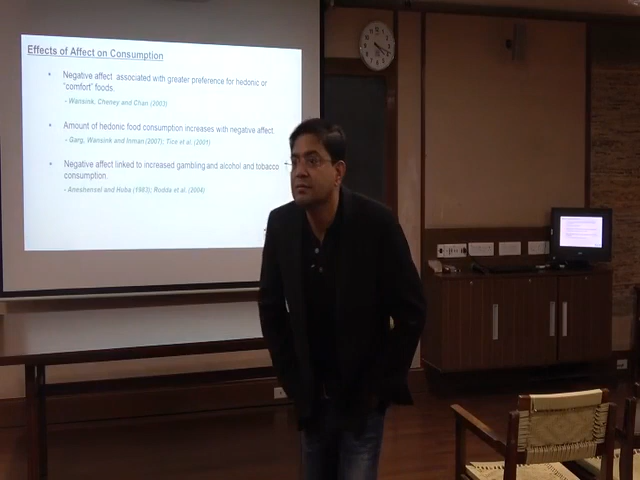 Effects of Affect on Consumption
• Negative affect associated with greater preference for hedonic or
"comfort" foods.
- Wansink, Cheney and Chan (2003)
• Amount of hedonic food consumption increases with negative affect.
- Garg, Wansink and Inman (2007); Tice et al. (2001)
• Negative affect linked to increased gambling and alcohol and tobacco
consumption.
- Aneshensel and Huba (1983); Rodda et al. (2004)